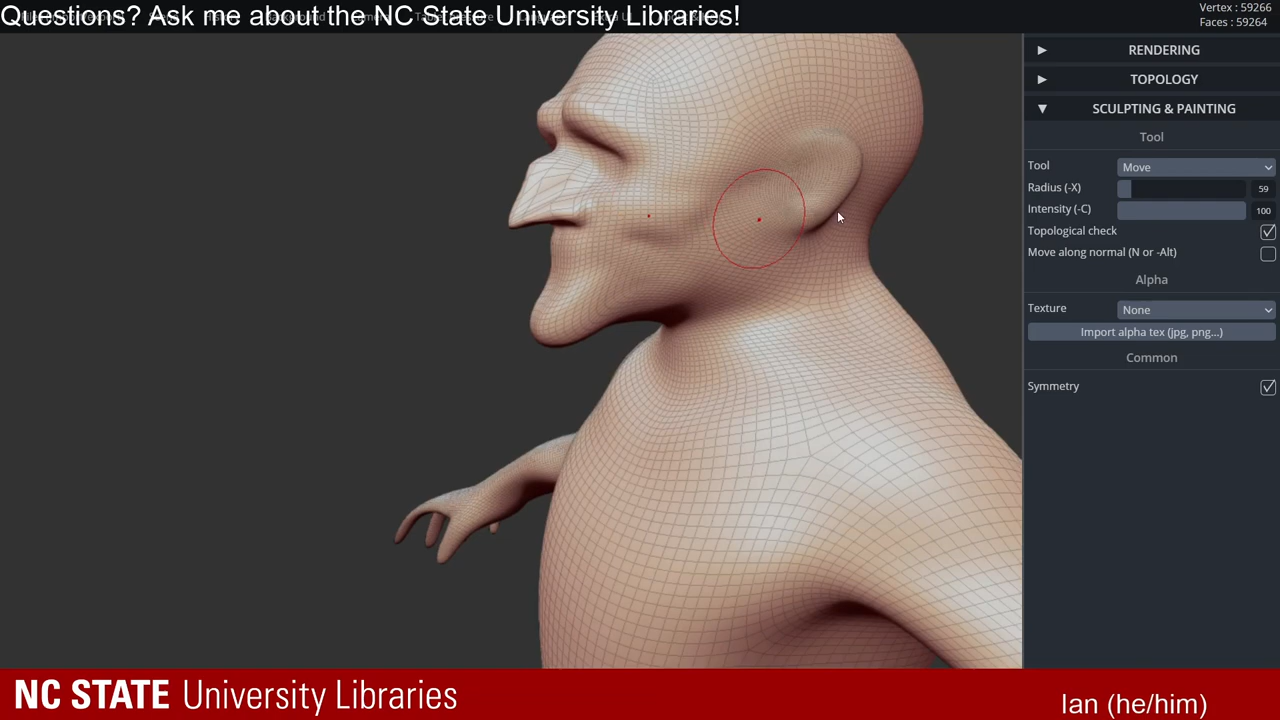 Questions? Ask me about the NC State University Libraries!
Vertex : 59266
Faces : 59264
RENDERING
TOPOLOGY
SCULPTING & PAINTING
Tool
Tool Move
Radius (-X) 59
Intensity (-C) 100
Topological check
Move along normal (N or -Alt)
Alpha
Texture None
Import alpha tex (jpg, png...)
Common
Symmetry
NC STATE University Libraries
Ian (he/him)